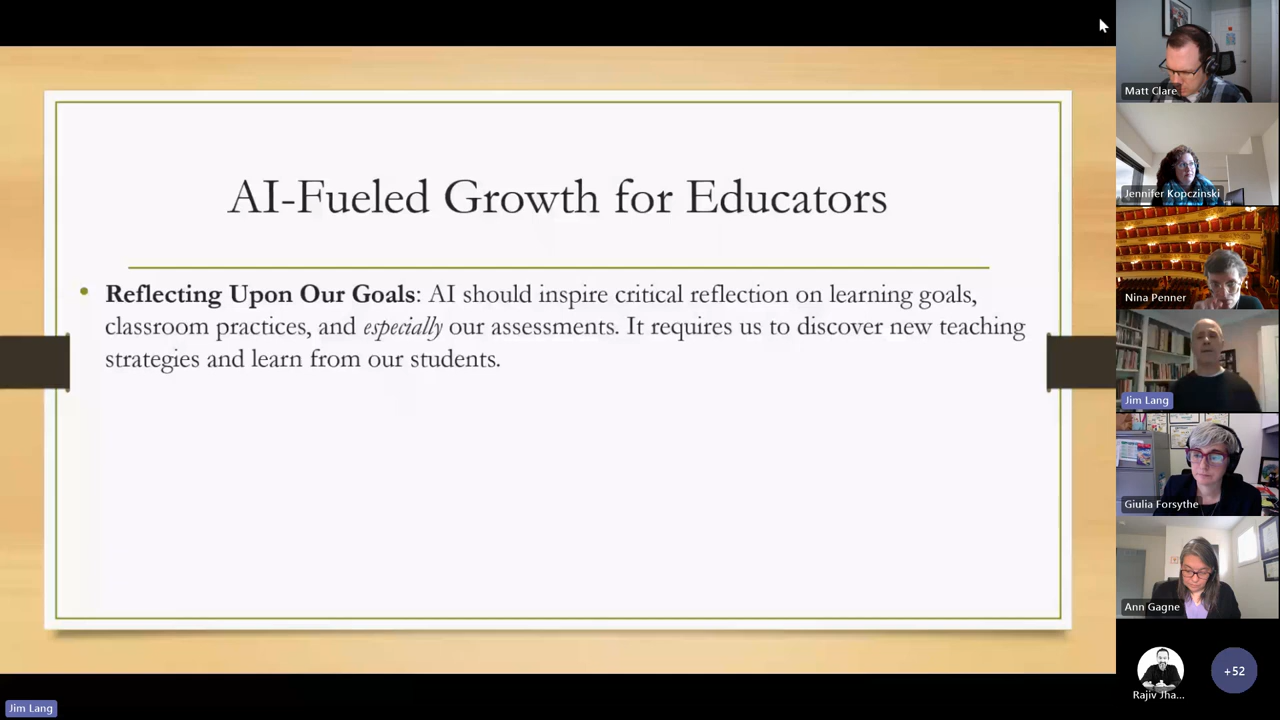 AI-Fueled Growth for Educators
• Reflecting Upon Our Goals: AI should inspire critical reflection on learning goals,
classroom practices, and especially our assessments. It requires us to discover new teaching
strategies and learn from our students.
Matt Clare
Jennifer Kopczinski
Nina Penner
Jim Lang
Giulia Forsythe
Ann Gagne
Rajiv Jha...
+52
Jim Lang